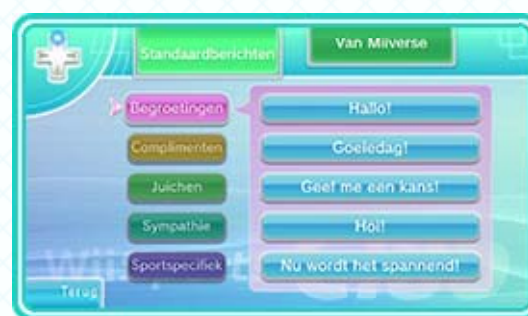 Standaardberichten
Van Miiverse
Begroetingen
Hallo!
Complimenten
Goeiedag!
Juichen
Geef me een kans!
Sympathie
Hoi!
Sportspecifiek
Nu wordt het spannend!
Terug
Club